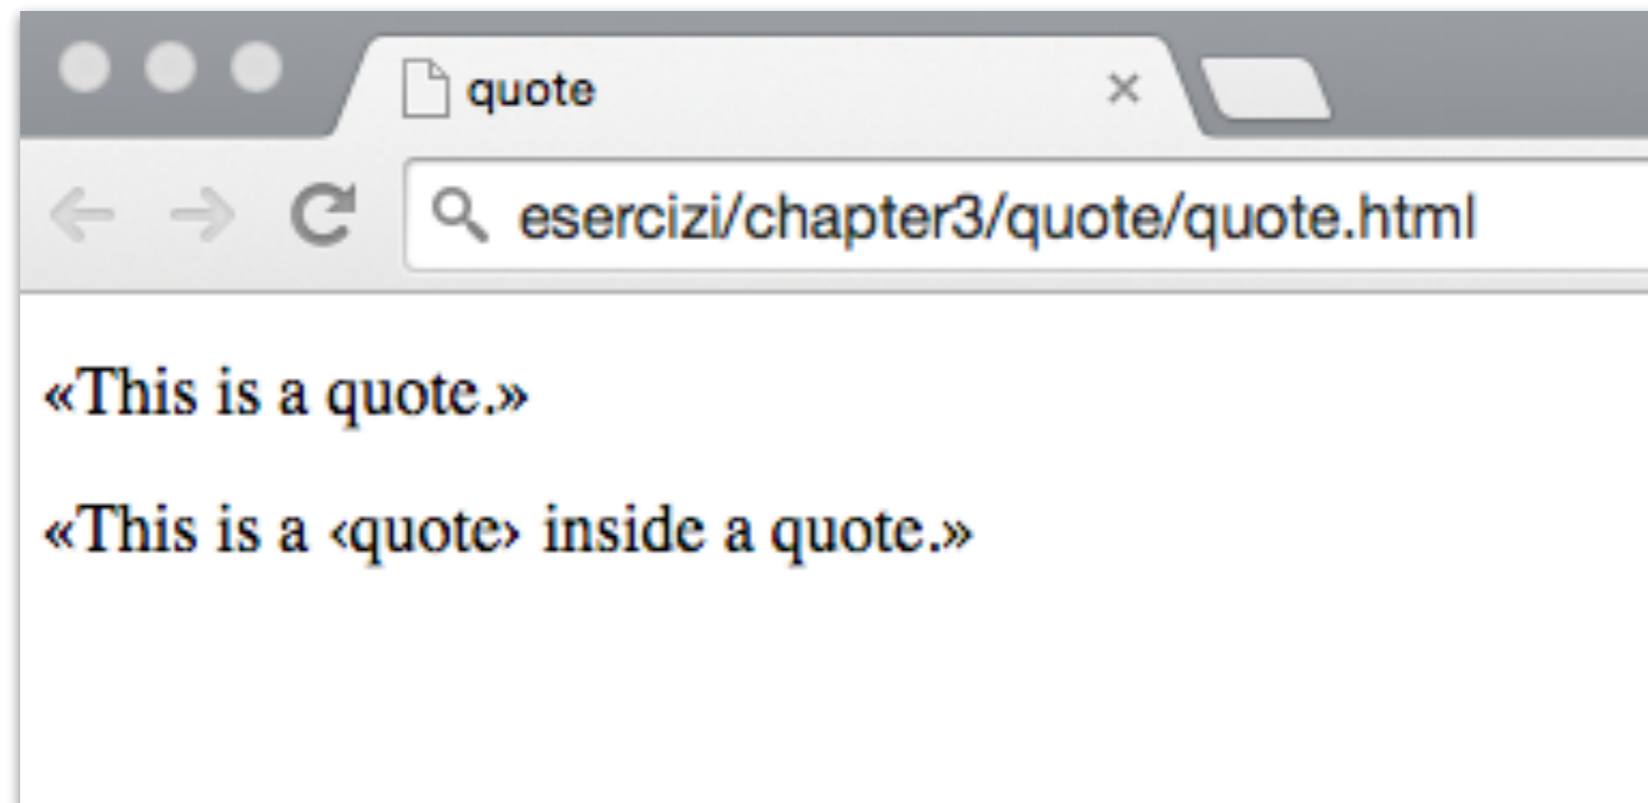 quote
esercizi/chapter3/quote/quote.html
«This is a quote.»
«This is a ‹quote› inside a quote.»